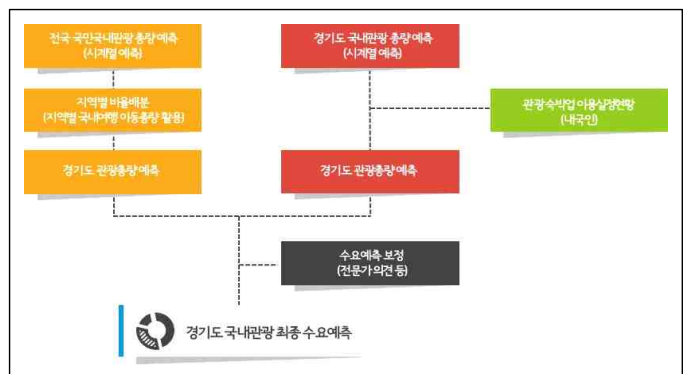 전국 국민국내관광 총량 예측
(시계열 예측)
경기도 국내관광 총량 예측
(시계열 예측)
지역별 비율배분
(지역별 국내여행 이동총량 활용)
관광 숙박업 이용실정현황
(내국인)
경기도 관광총량 예측
경기도 관광총량 예측
수요예측 보정
(전문가 의견 등)
경기도 국내관광 최종 수요예측